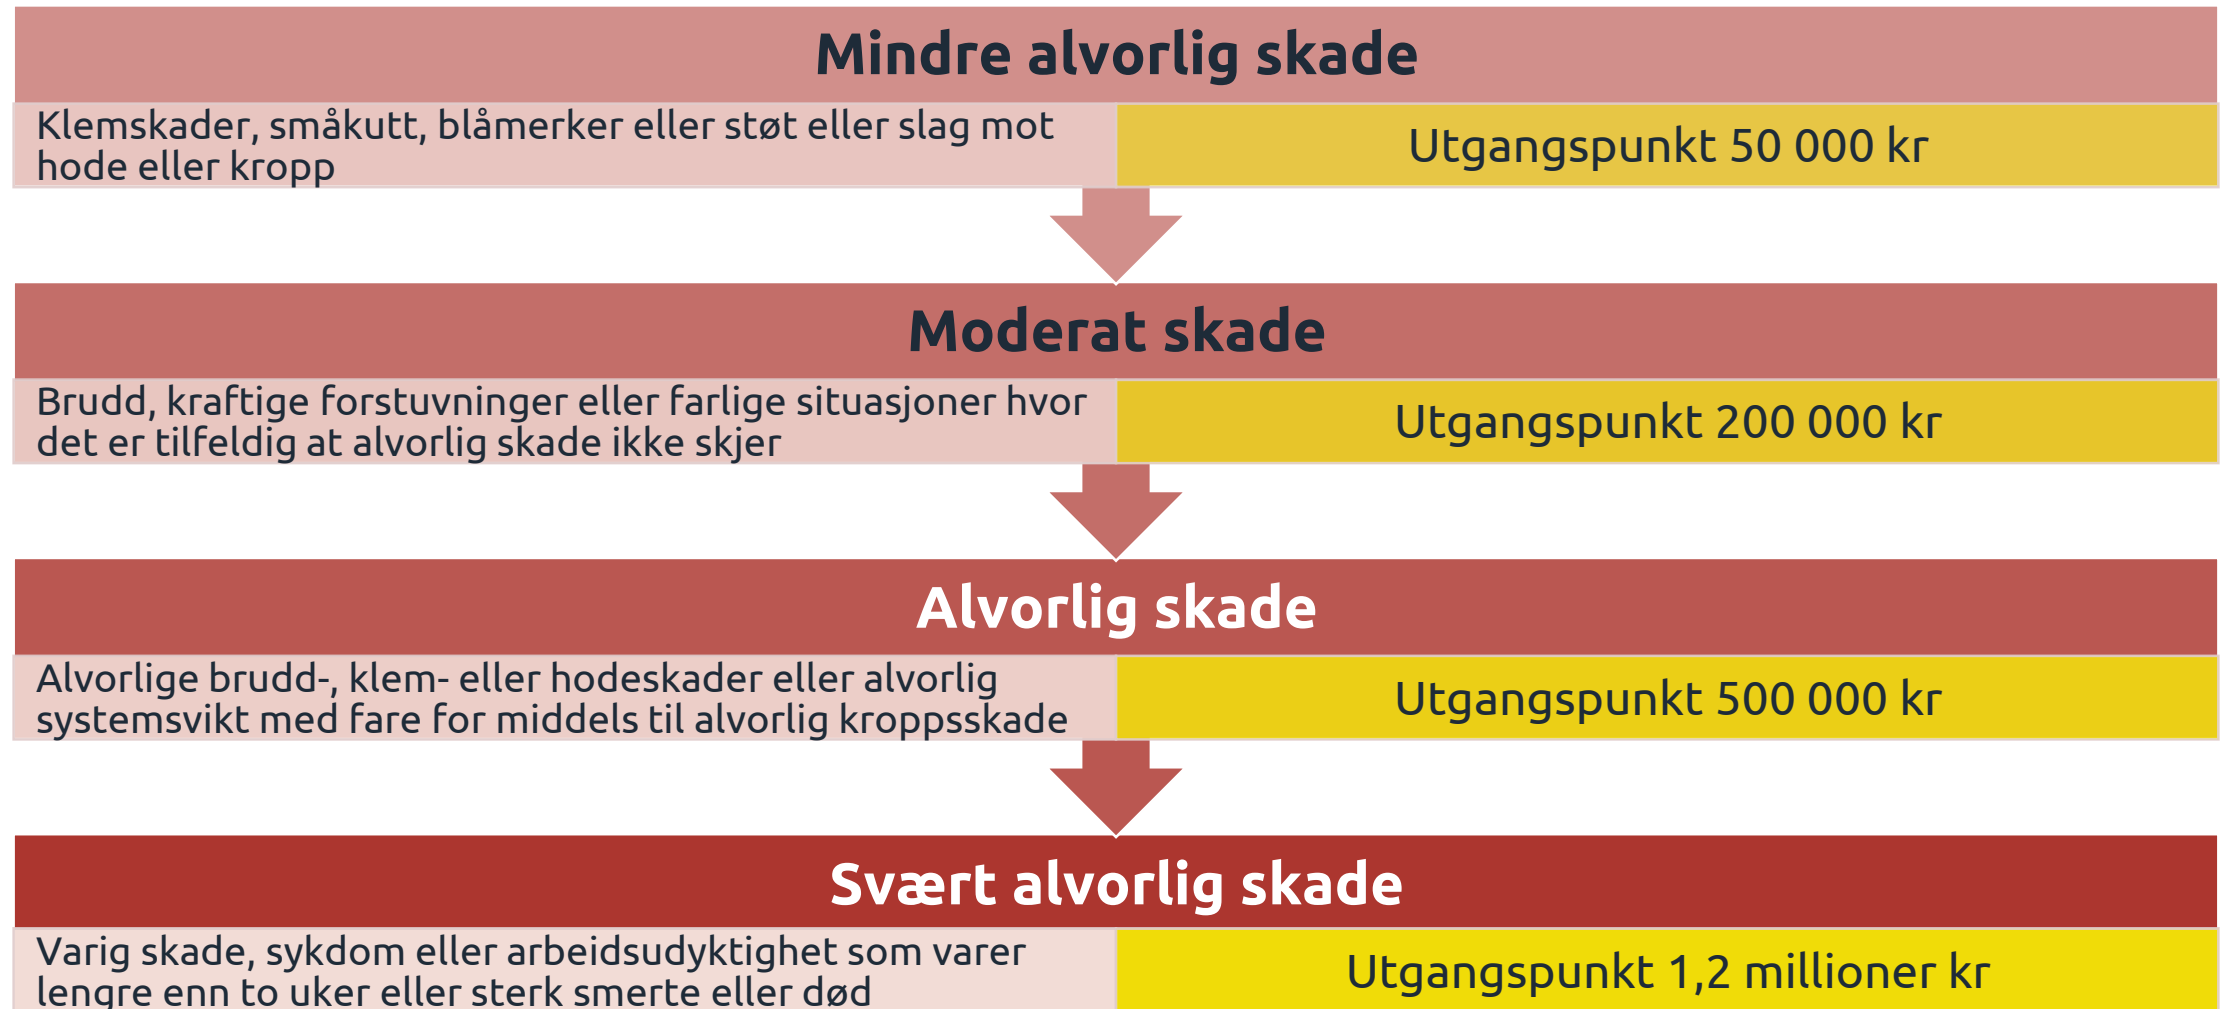 Mindre alvorlig skade
Klemskader, småkutt, blåmerker eller støt eller slag mot
hode eller kropp
Utgangspunkt 50 000 kr
Moderat skade
Brudd, kraftige forstuvninger eller farlige situasjoner hvor
det er tilfeldig at alvorlig skade ikke skjer
Utgangspunkt 200 000 kr
Alvorlig skade
Alvorlige brudd-, klem- eller hodeskader eller alvorlig
systemsvikt med fare for middels til alvorlig kroppsskade
Utgangspunkt 500 000 kr
Svært alvorlig skade
Varig skade, sykdom eller arbeidsudyktighet som varer
lengre enn to uker eller sterk smerte eller død
Utgangspunkt 1,2 millioner kr